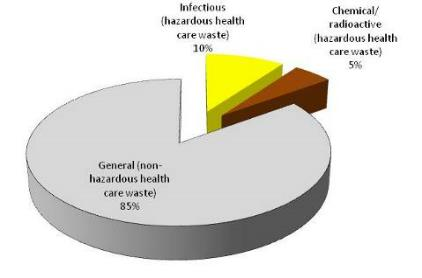 Infectious
(hazardous health
care waste)
10%
Chemical/
radioactive
(hazardous health
care waste)
5%
General (non-
hazardous health
care waste)
85%